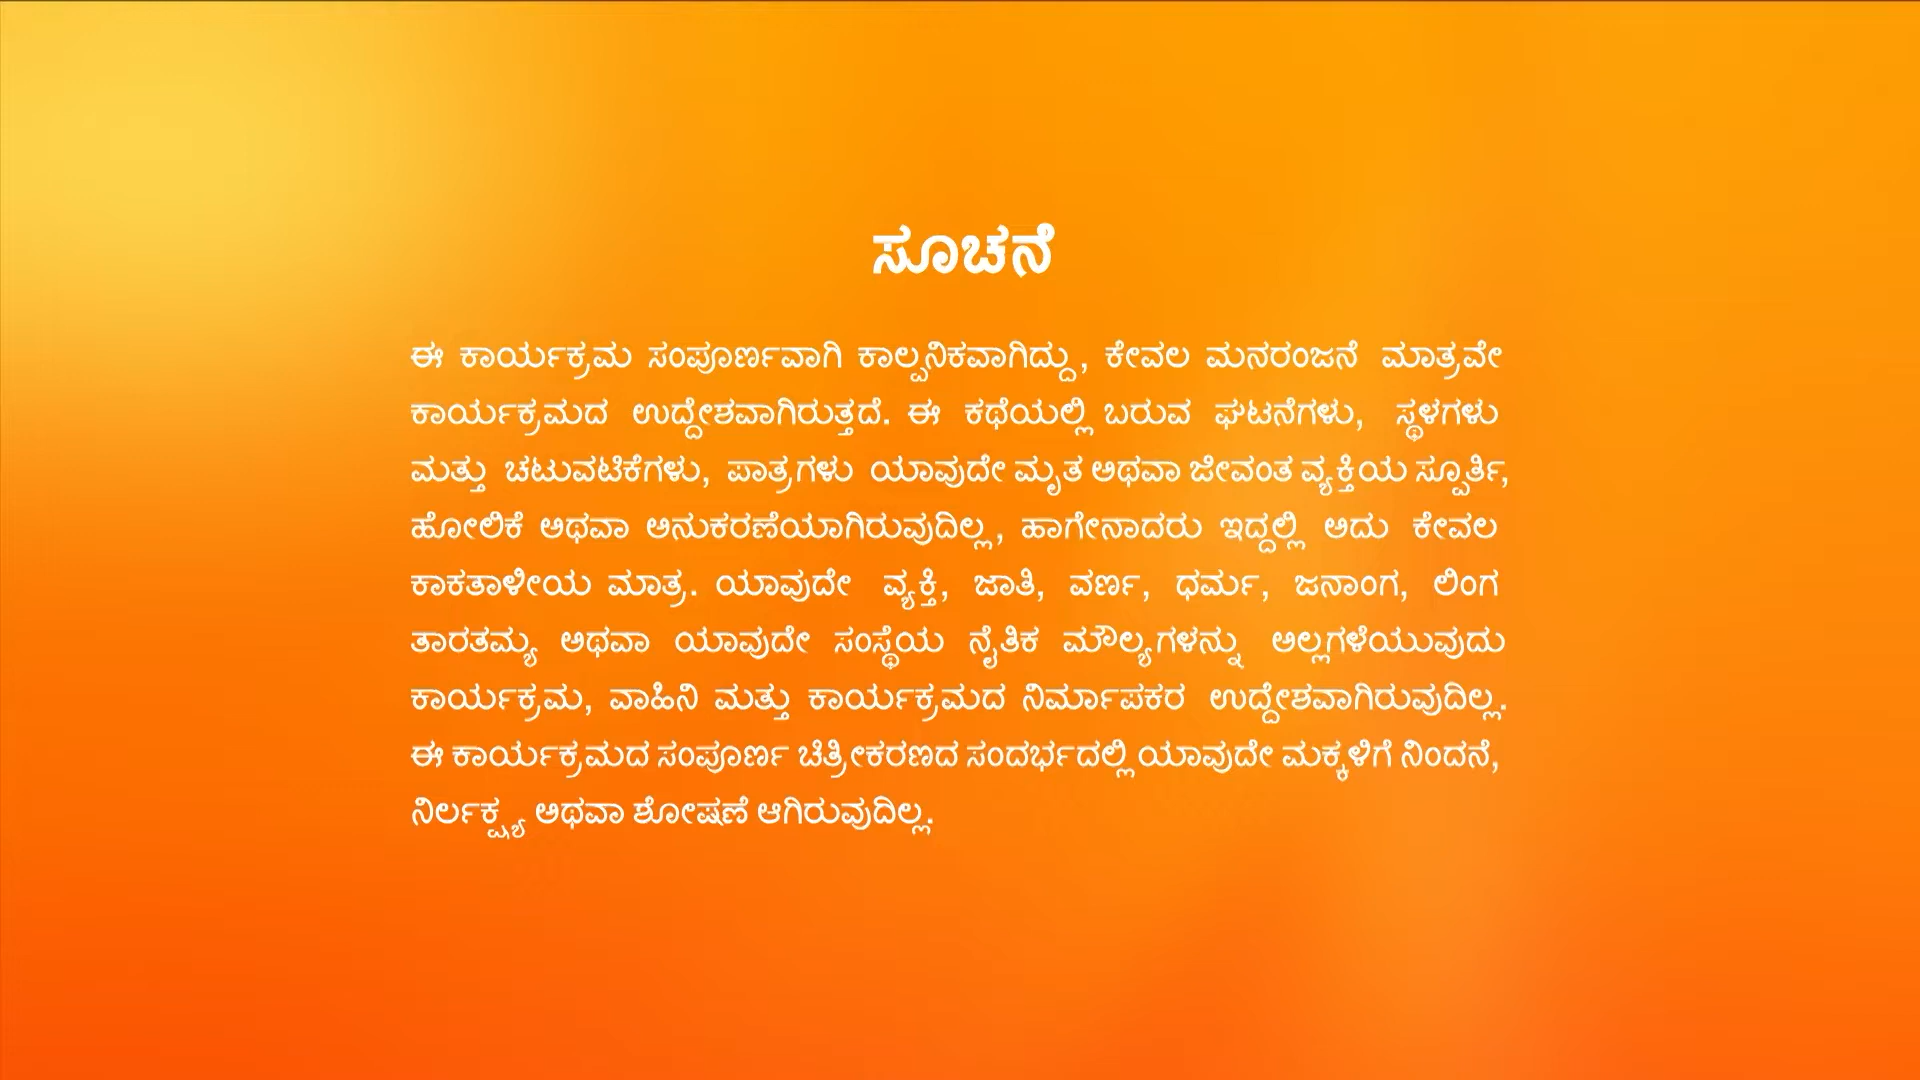 ಸೂಚನೆ
ಈ ಕಾರ್ಯಕ್ರಮ ಸಂಪೂರ್ಣವಾಗಿ ಕಾಲ್ಪನಿಕವಾಗಿದ್ದು, ಕೇವಲ ಮನರಂಜನೆ ಮಾತ್ರವೇ
ಕಾರ್ಯಕ್ರಮದ ಉದ್ದೇಶವಾಗಿರುತ್ತದೆ. ಈ ಕಥೆಯಲ್ಲಿ ಬರುವ ಘಟನೆಗಳು, ಸ್ಥಳಗಳು
ಮತ್ತು ಚಟುವಟಿಕೆಗಳು, ಪಾತ್ರಗಳು ಯಾವುದೇ ಮೃತ ಅಥವಾ ಜೀವಂತ ವ್ಯಕ್ತಿಯ ಸ್ಪೂರ್ತಿ,
ಹೋಲಿಕೆ ಅಥವಾ ಅನುಕರಣೆಯಾಗಿರುವುದಿಲ್ಲ, ಹಾಗೇನಾದರು ಇದ್ದಲ್ಲಿ ಅದು ಕೇವಲ
ಕಾಕತಾಳೀಯ ಮಾತ್ರ. ಯಾವುದೇ ವ್ಯಕ್ತಿ, ಜಾತಿ, ವರ್ಣ, ಧರ್ಮ, ಜನಾಂಗ, ಲಿಂಗ
ತಾರತಮ್ಯ ಅಥವಾ ಯಾವುದೇ ಸಂಸ್ಥೆಯ ನೈತಿಕ ಮೌಲ್ಯಗಳನ್ನು ಅಲ್ಲಗಳೆಯುವುದು
ಕಾರ್ಯಕ್ರಮ, ವಾಹಿನಿ ಮತ್ತು ಕಾರ್ಯಕ್ರಮದ ನಿರ್ಮಾಪಕರ ಉದ್ದೇಶವಾಗಿರುವುದಿಲ್ಲ.
ಈ ಕಾರ್ಯಕ್ರಮದ ಸಂಪೂರ್ಣ ಚಿತ್ರೀಕರಣದ ಸಂದರ್ಭದಲ್ಲಿ ಯಾವುದೇ ಮಕ್ಕಳಿಗೆ ನಿಂದನೆ,
ನಿರ್ಲಕ್ಷ್ಯ ಅಥವಾ ಶೋಷಣೆ ಆಗಿರುವುದಿಲ್ಲ.